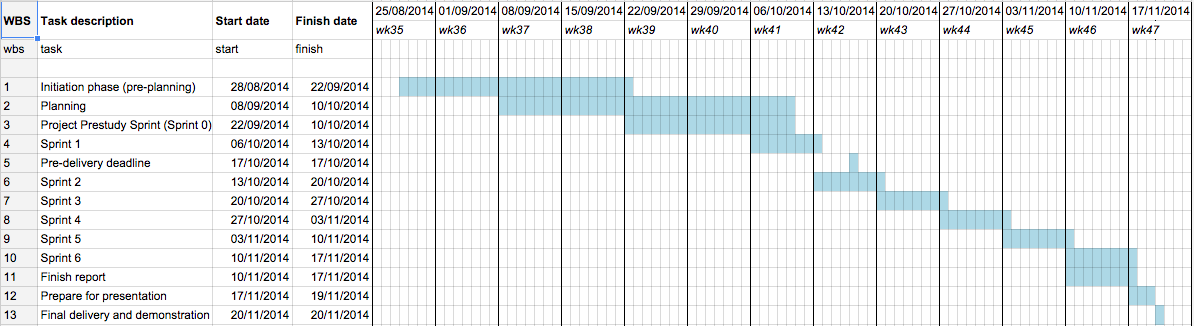 WBS Task description Start date Finish date 25/08/2014 01/09/2014 08/09/2014 15/09/2014 22/09/2014 29/09/2014 06/10/2014 13/10/2014 20/10/2014 27/10/2014 03/11/2014 10/11/2014 17/11/2014
wk35 wk36 wk37 wk38 wk39 wk40 wk41 wk42 wk43 wk44 wk45 wk46 wk47
wbs task start finish
1 Initiation phase (pre-planning) 28/08/2014 22/09/2014
2 Planning 08/09/2014 10/10/2014
3 Project Prestudy Sprint (Sprint 0) 22/09/2014 10/10/2014
4 Sprint 1 06/10/2014 13/10/2014
5 Pre-delivery deadline 17/10/2014 17/10/2014
6 Sprint 2 13/10/2014 20/10/2014
7 Sprint 3 20/10/2014 27/10/2014
8 Sprint 4 27/10/2014 03/11/2014
9 Sprint 5 03/11/2014 10/11/2014
10 Sprint 6 10/11/2014 17/11/2014
11 Finish report 10/11/2014 17/11/2014
12 Prepare for presentation 17/11/2014 19/11/2014
13 Final delivery and demonstration 20/11/2014 20/11/2014